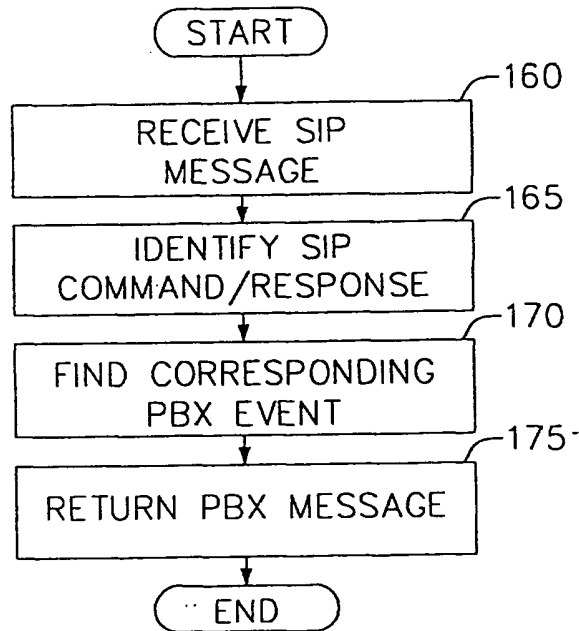 START
160
RECEIVE SIP
MESSAGE
165
IDENTIFY SIP
COMMAND/RESPONSE
170
FIND CORRESPONDING
PBX EVENT
175
RETURN PBX MESSAGE
END